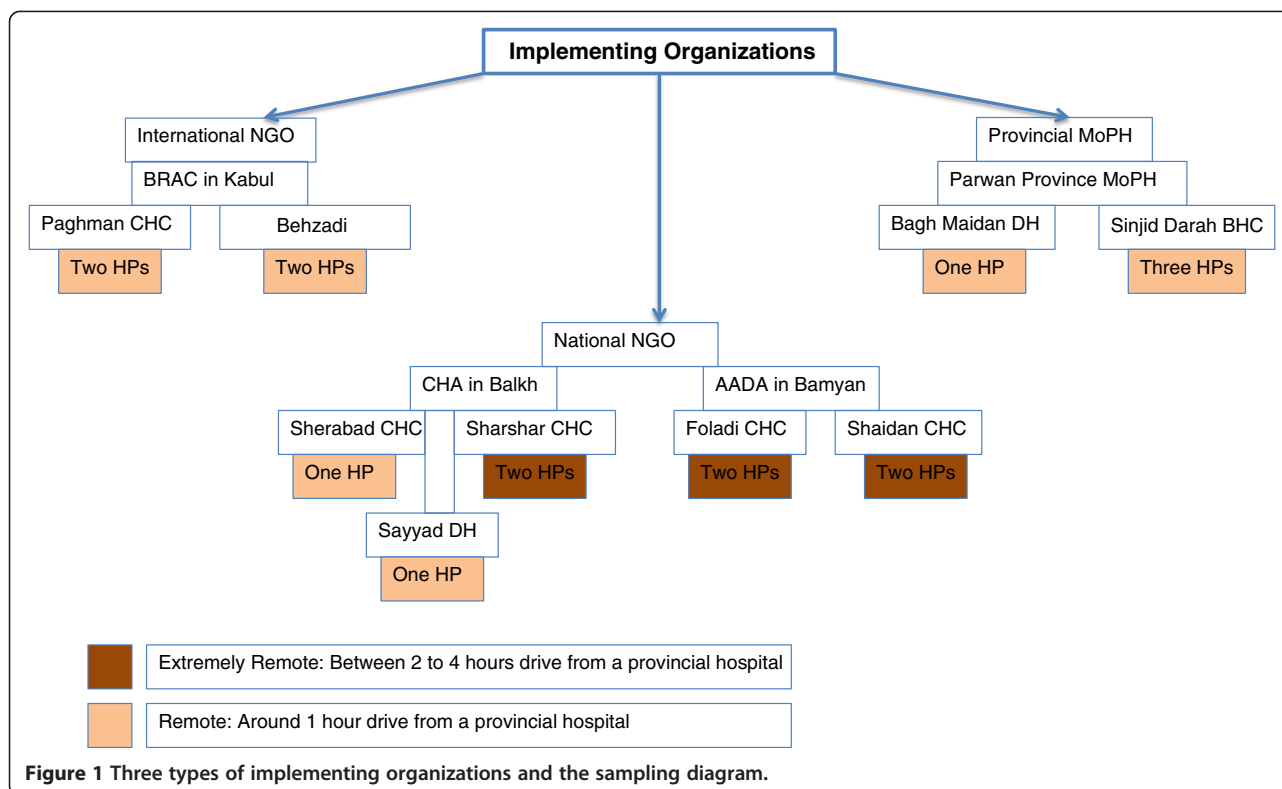 Implementing Organizations
International NGO
BRAC in Kabul
Paghman CHC
Behzadi
Two HPs
Two HPs
Provincial MoPH
Parwan Province MoPH
Bagh Maidan DH
Sinjid Darah BHC
One HP
Three HPs
National NGO
CHA in Balkh
AADA in Bamyan
Sherabad CHC
Sharshar CHC
Foladi CHC
Shaidan CHC
One HP
Two HPs
Two HPs
Two HPs
Sayyad DH
One HP
Extremely Remote: Between 2 to 4 hours drive from a provincial hospital
Remote: Around 1 hour drive from a provincial hospital
Figure 1 Three types of implementing organizations and the sampling diagram.